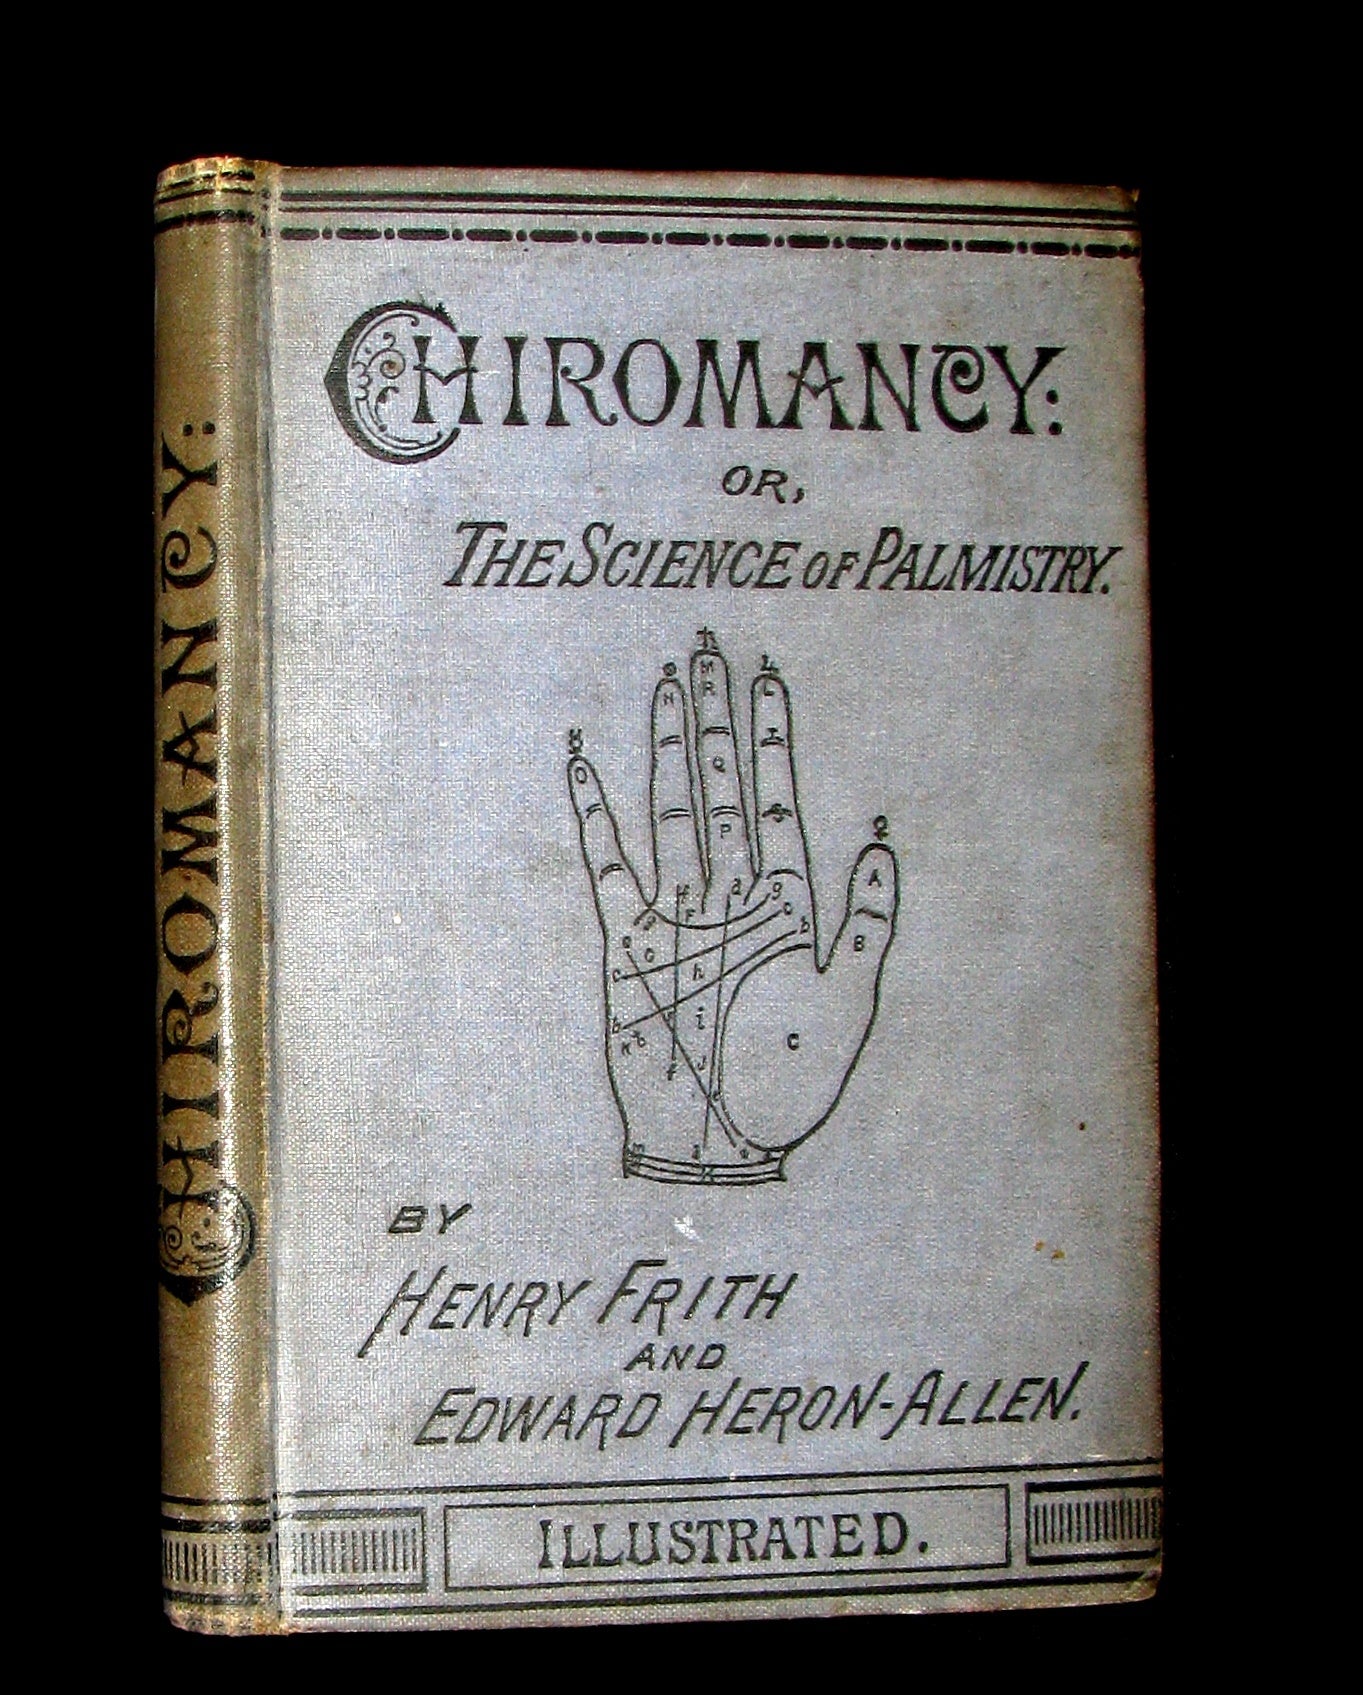 CHIROMANCY:
CHIROMANCY:
OR,
THE SCIENCE OF PALMISTRY.
BY
HENRY FRITH
AND
EDWARD HERON-ALLEN.
ILLUSTRATED.